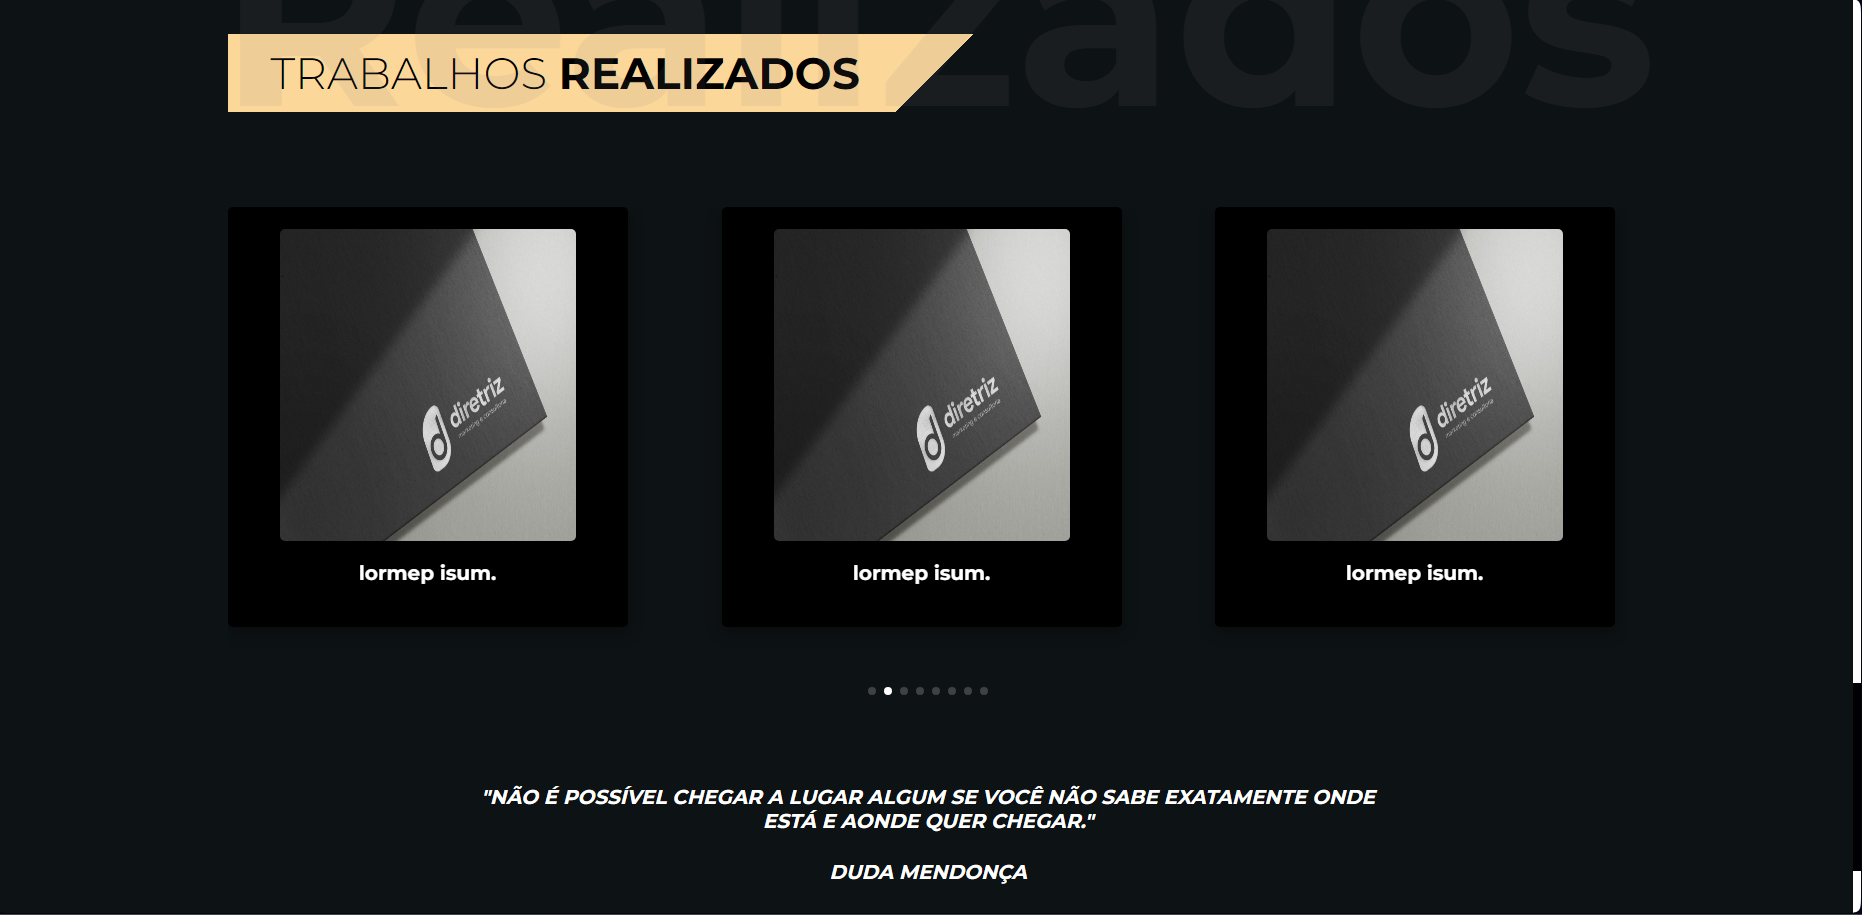 Realizados
TRABALHOS REALIZADOS
diretriz
marketing e consultoria
lormep isum.
diretriz
marketing e consultoria
lormep isum.
diretriz
marketing e consultoria
lormep isum.
"NÃO É POSSÍVEL CHEGAR A LUGAR ALGUM SE VOCÊ NÃO SABE EXATAMENTE ONDE
ESTÁ E AONDE QUER CHEGAR."
DUDA MENDONÇA